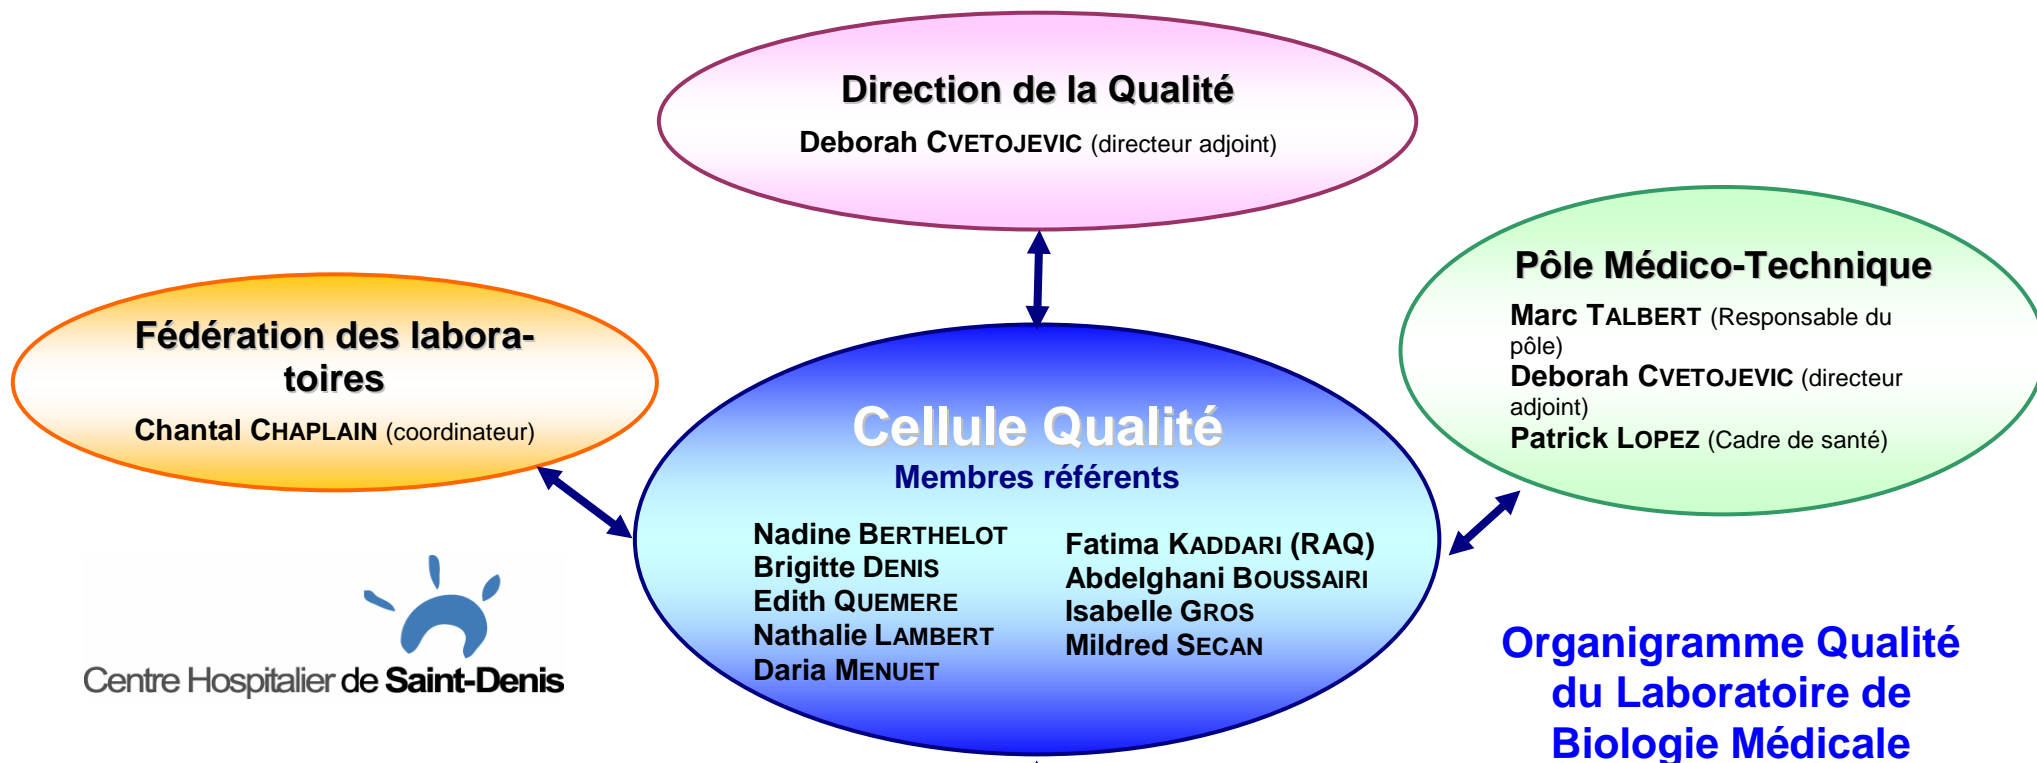 Direction de la Qualité
Deborah CVETOJEVIC (directeur adjoint)
Pôle Médico-Technique
Marc TALBERT (Responsable du
pôle)
Deborah CVETOJEVIC (directeur
adjoint)
Patrick LOPEZ (Cadre de santé)
Fédération des labora-
toires
Chantal CHAPLAIN (coordinateur)
Cellule Qualité
Membres référents
Nadine BERTHELOT
Brigitte DENIS
Edith QUEMERE
Nathalie LAMBERT
Daria MENUET
Fatima KADDARI (RAQ)
Abdelghani BOUSSAIRI
Isabelle GROS
Mildred SECAN
Centre Hospitalier de Saint-Denis
Organigramme Qualité
du Laboratoire de
Biologie Médicale